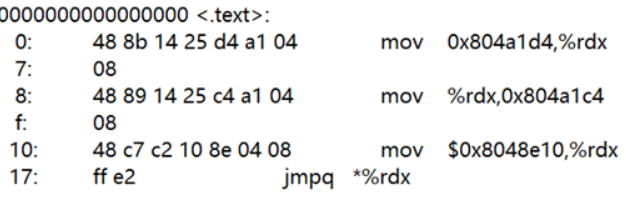 0000000000000000 <.text>:
0: 48 8b 14 25 d4 a1 04 mov 0x804a1d4,%rdx
7: 08
8: 48 89 14 25 c4 a1 04 mov %rdx,0x804a1c4
f: 08
10: 48 c7 c2 10 8e 04 08 mov $0x8048e10,%rdx
17: ff e2 jmpq *%rdx